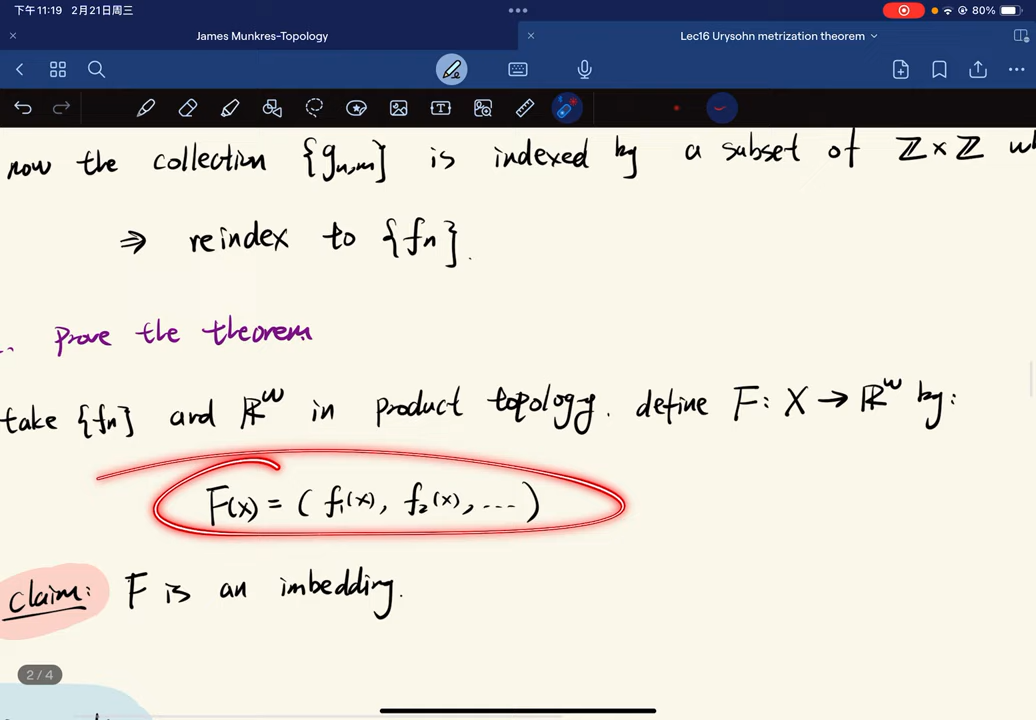 下午11:19 2月21日周三
80%
James Munkres-Topology
Lec16 Urysohn metrization theorem
now the collection {gn,m} is indexed by a subset of ℤ×ℤ
⇒ reindex to {fn}.
Prove the theorem
take {fn} and ℝ^ω in product topology. define F: X → ℝ^ω by:
F(x) = ( f₁(x), f₂(x), ... )
claim: F is an imbedding.
2 / 4